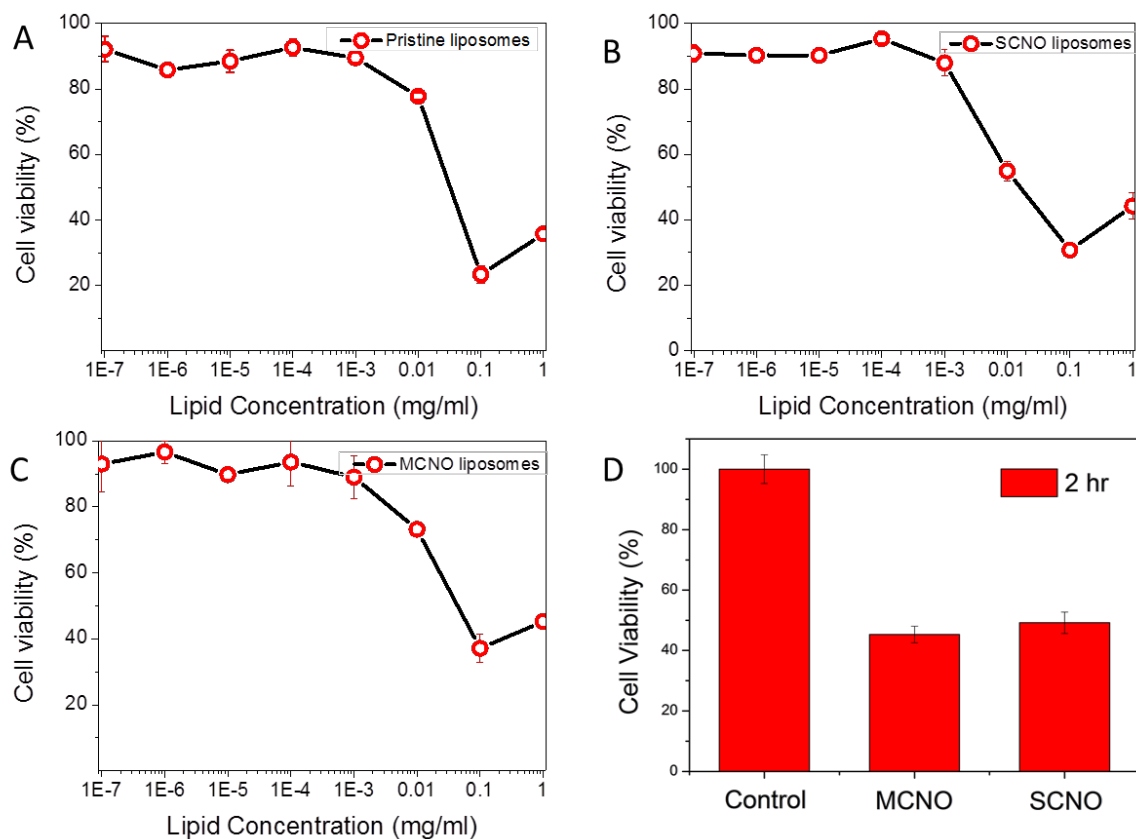 A
Pristine liposomes
Cell viability (%)
100
80
60
40
20
1E-7 1E-6 1E-5 1E-4 1E-3 0.01 0.1 1
Lipid Concentration (mg/ml)
B
SCNO liposomes
Cell viability (%)
100
80
60
40
20
0
1E-7 1E-6 1E-5 1E-4 1E-3 0.01 0.1 1
Lipid Concentration (mg/ml)
C
MCNO liposomes
Cell viability (%)
100
80
60
40
20
1E-7 1E-6 1E-5 1E-4 1E-3 0.01 0.1 1
Lipid Concentration (mg/ml)
D
2 hr
Cell Viability (%)
100
80
60
40
20
0
Control MCNO SCNO